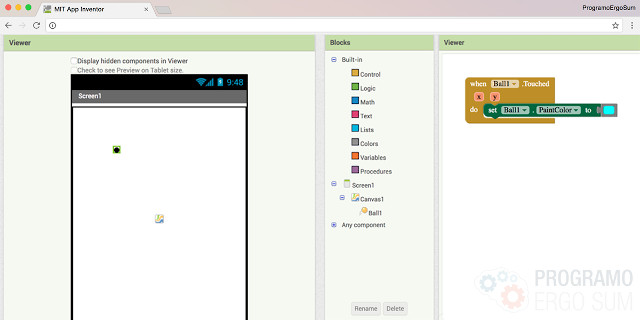 MIT App Inventor
ProgramoErgoSum
Viewer
Display hidden components in Viewer
Check to see Preview on Tablet size.
9:48
Screen1
Blocks
Built-in
Control
Logic
Math
Text
Lists
Colors
Variables
Procedures
Screen1
Canvas1
Ball1
Any component
Rename Delete
Viewer
when Ball1 .Touched
x y
do set Ball1 . PaintColor to
PROGRAMO
ERGO SUM